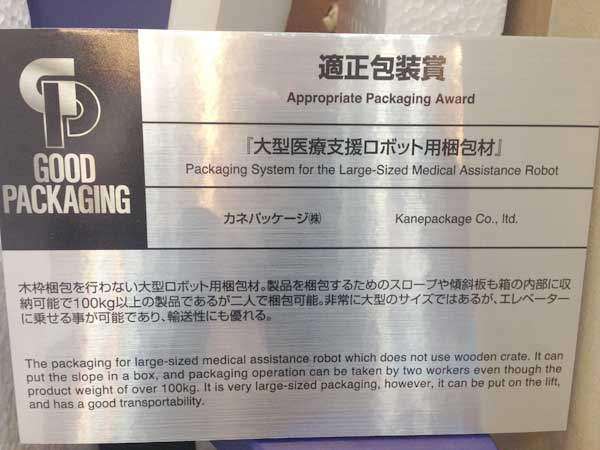 GP
GOOD
PACKAGING
適正包装賞
Appropriate Packaging Award
『大型医療支援ロボット用梱包材』
Packaging System for the Large-Sized Medical Assistance Robot
カネパッケージ㈱ Kanepackage Co., ltd.
木枠梱包を行わない大型ロボット用梱包材。製品を梱包するためのスロープや傾斜板も箱の内部に収
納可能で100kg以上の製品であるが二人で梱包可能。非常に大型のサイズではあるが、エレベーター
に乗せる事が可能であり、輸送性にも優れる。
The packaging for large-sized medical assistance robot which does not use wooden crate. It can
put the slope in a box, and packaging operation can be taken by two workers even though the
product weight of over 100kg. It is very large-sized packaging, however, it can be put on the lift,
and has a good transportability.